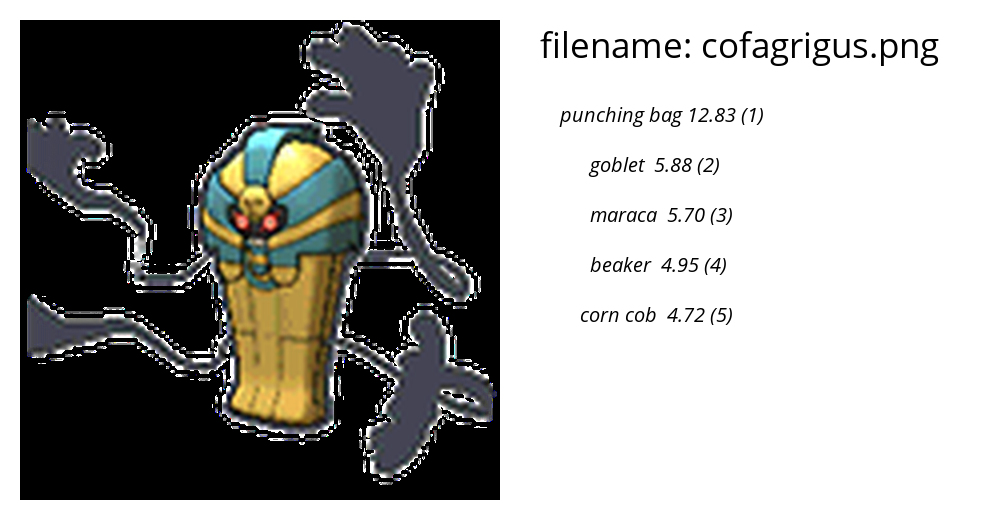 filename: cofagrigus.png
punching bag 12.83 (1)
goblet 5.88 (2)
maraca 5.70 (3)
beaker 4.95 (4)
corn cob 4.72 (5)